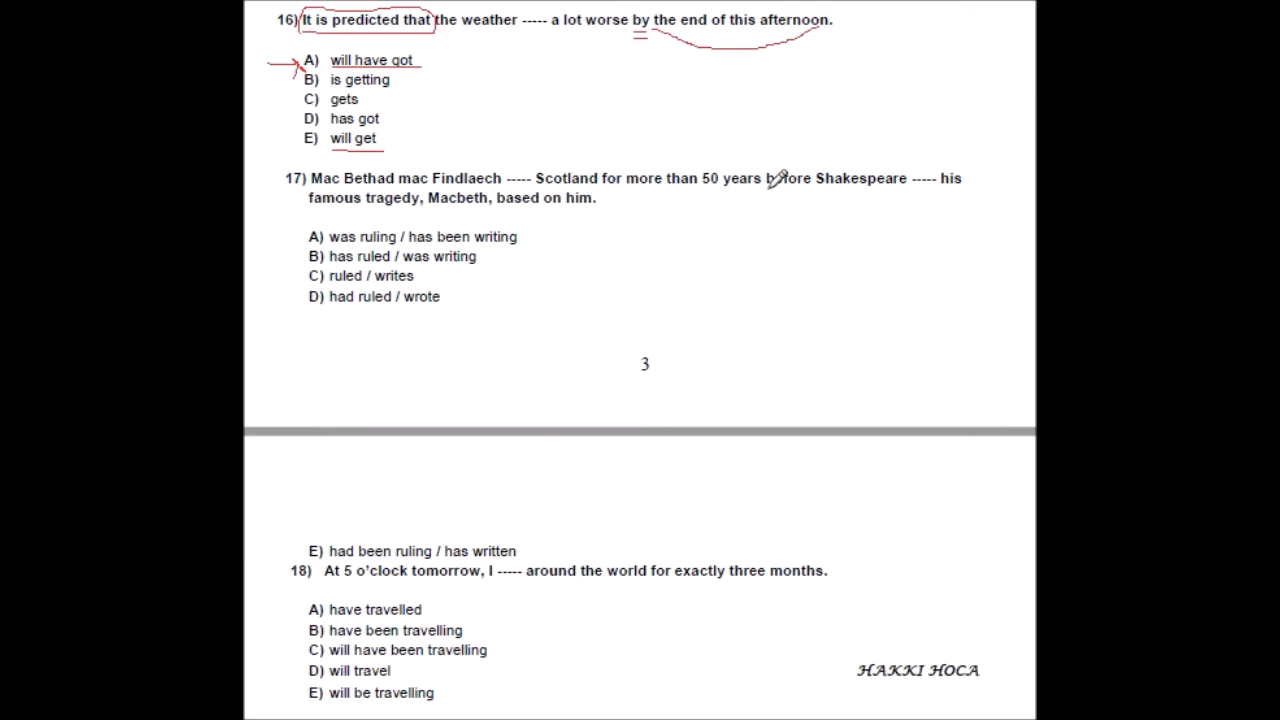 16) It is predicted that the weather ----- a lot worse by the end of this afternoon.
A) will have got
B) is getting
C) gets
D) has got
E) will get
17) Mac Bethad mac Findlaech ----- Scotland for more than 50 years before Shakespeare ----- his
famous tragedy, Macbeth, based on him.
A) was ruling / has been writing
B) has ruled / was writing
C) ruled / writes
D) had ruled / wrote
3
E) had been ruling / has written
18) At 5 o'clock tomorrow, I ----- around the world for exactly three months.
A) have travelled
B) have been travelling
C) will have been travelling
D) will travel
E) will be travelling
HAKKI HOCA